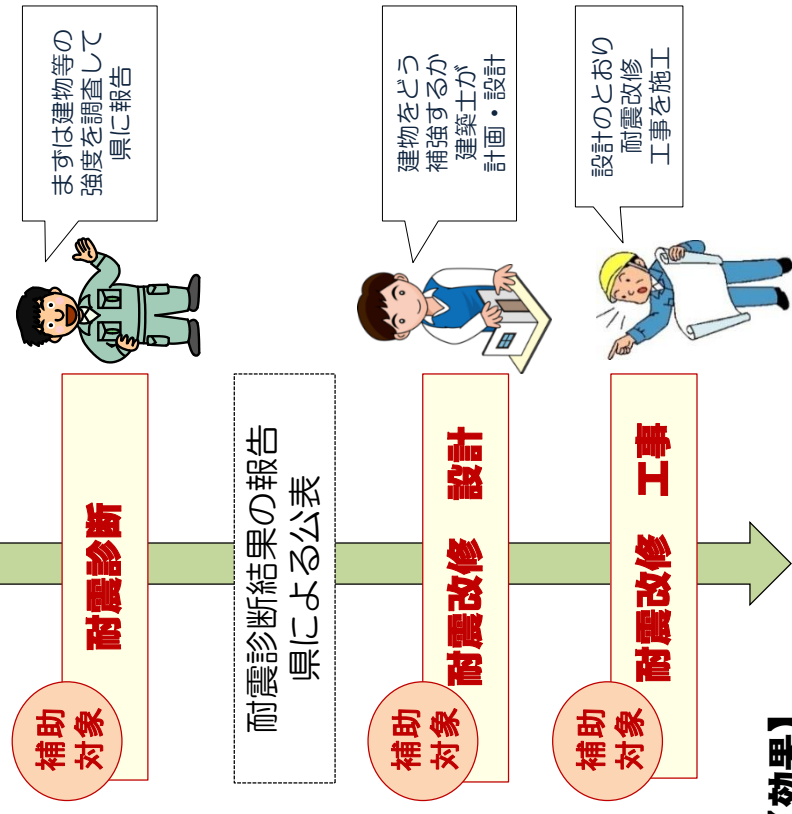 補助
対象
耐震診断
まずは建物等の
強度を調査して
県に報告
耐震診断結果の報告
県による公表
補助
対象
耐震改修　設計
建物をどう
補強するか
建築士が
計画・設計
補助
対象
耐震改修　工事
設計のとおり
耐震改修
工事を施工
効果】